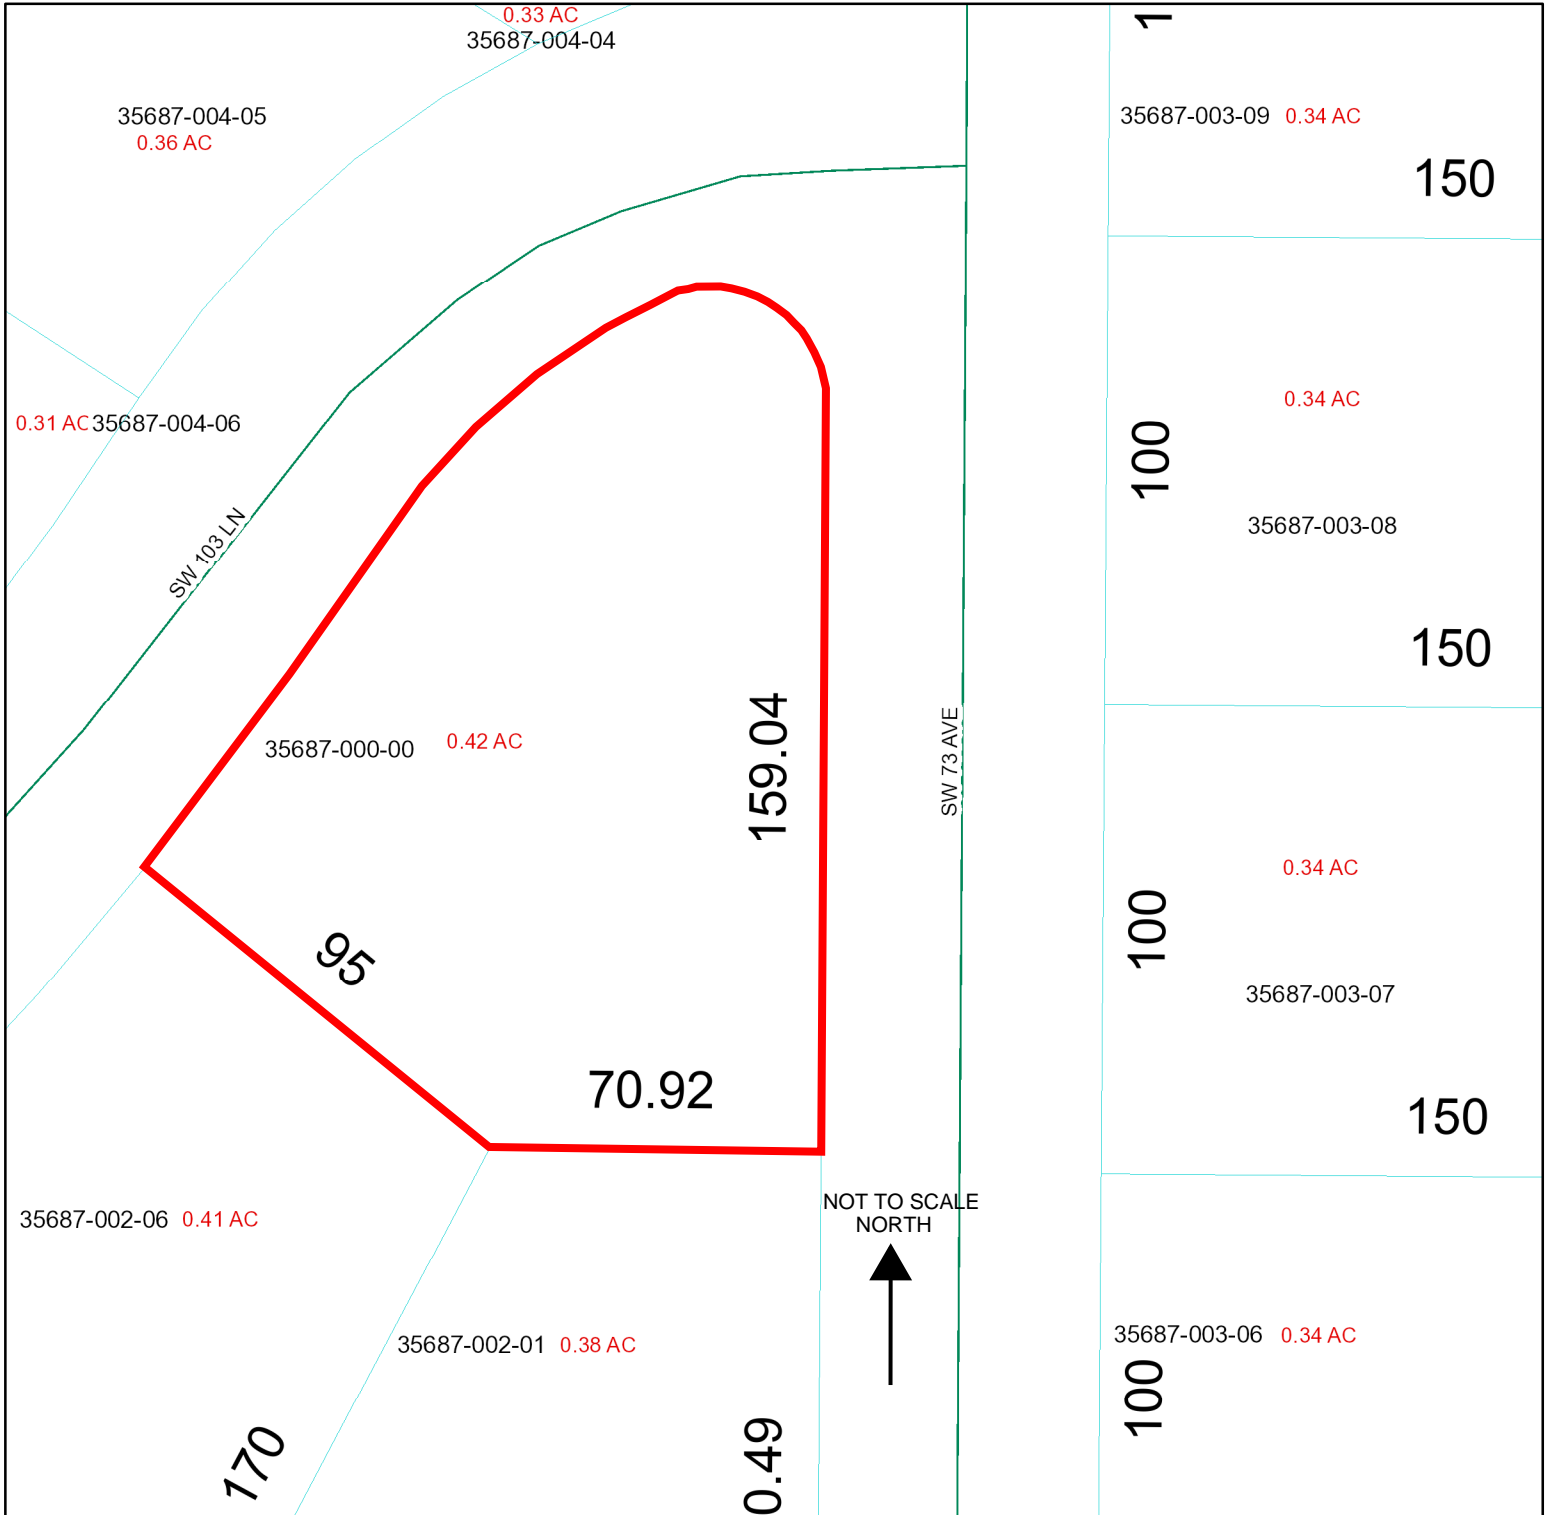 0.33 AC
35687-004-04
1
35687-004-05
0.36 AC
35687-003-09 0.34 AC
150
0.31 AC 35687-004-06
0.34 AC
100
35687-003-08
SW 103 LN
150
35687-000-00 0.42 AC
159.04
SW 73 AVE
0.34 AC
100
95
35687-003-07
70.92
150
NOT TO SCALE
NORTH
35687-002-06 0.41 AC
35687-002-01 0.38 AC
35687-003-06 0.34 AC
100
170
0.49